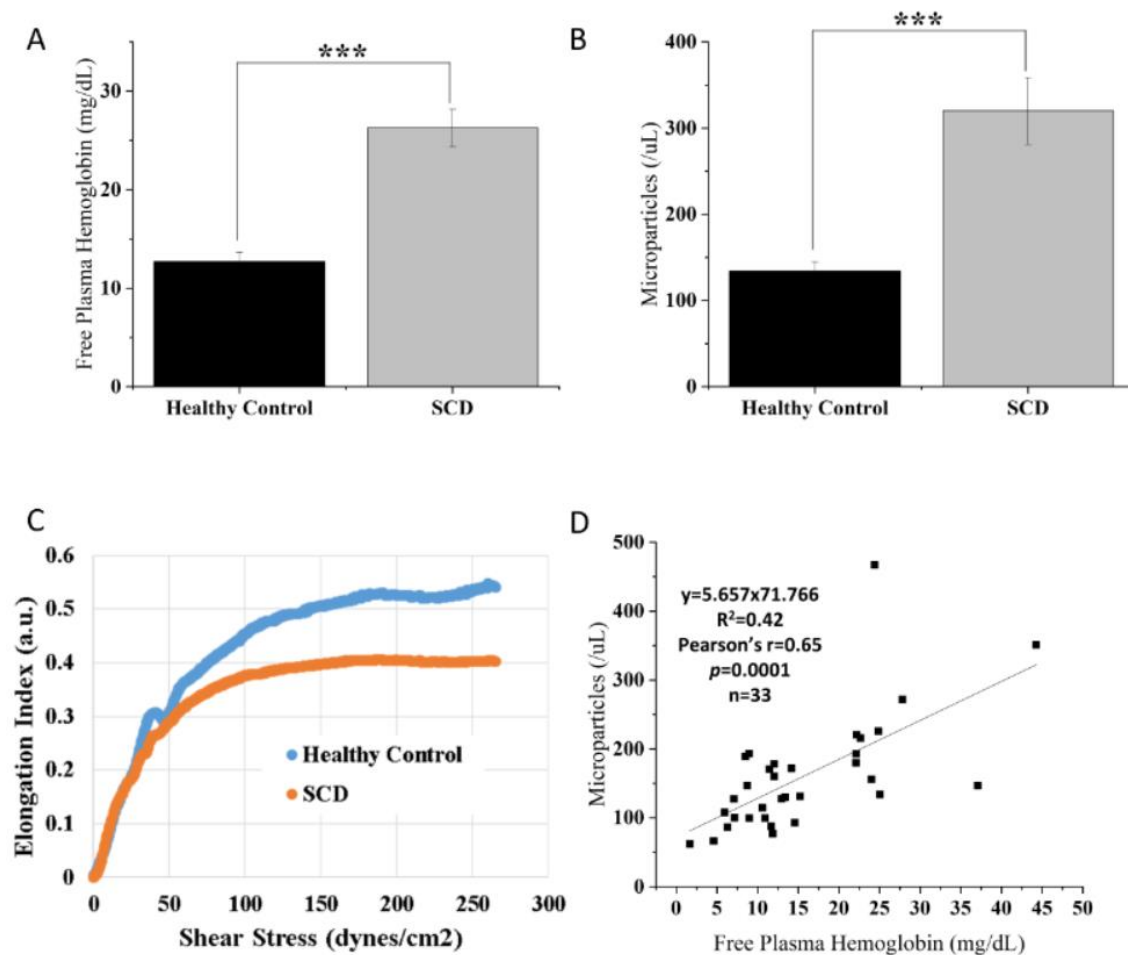 A
Free Plasma Hemoglobin (mg/dL)
30
20
10
0
***
Healthy Control
SCD
B
Microparticles (/uL)
400
300
200
100
0
***
Healthy Control
SCD
C
Elongation Index (a.u.)
0.6
0.5
0.4
0.3
0.2
0.1
0
Healthy Control
SCD
0 50 100 150 200 250 300
Shear Stress (dynes/cm2)
D
Microparticles (/uL)
500
400
300
200
100
0
y=5.657x71.766
R²=0.42
Pearson's r=0.65
p=0.0001
n=33
0 5 10 15 20 25 30 35 40 45 50
Free Plasma Hemoglobin (mg/dL)